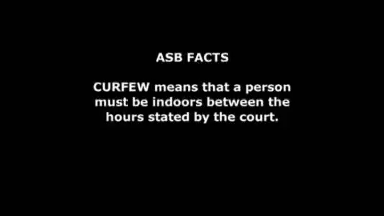 ASB FACTS
CURFEW means that a person
must be indoors between the
hours stated by the court.